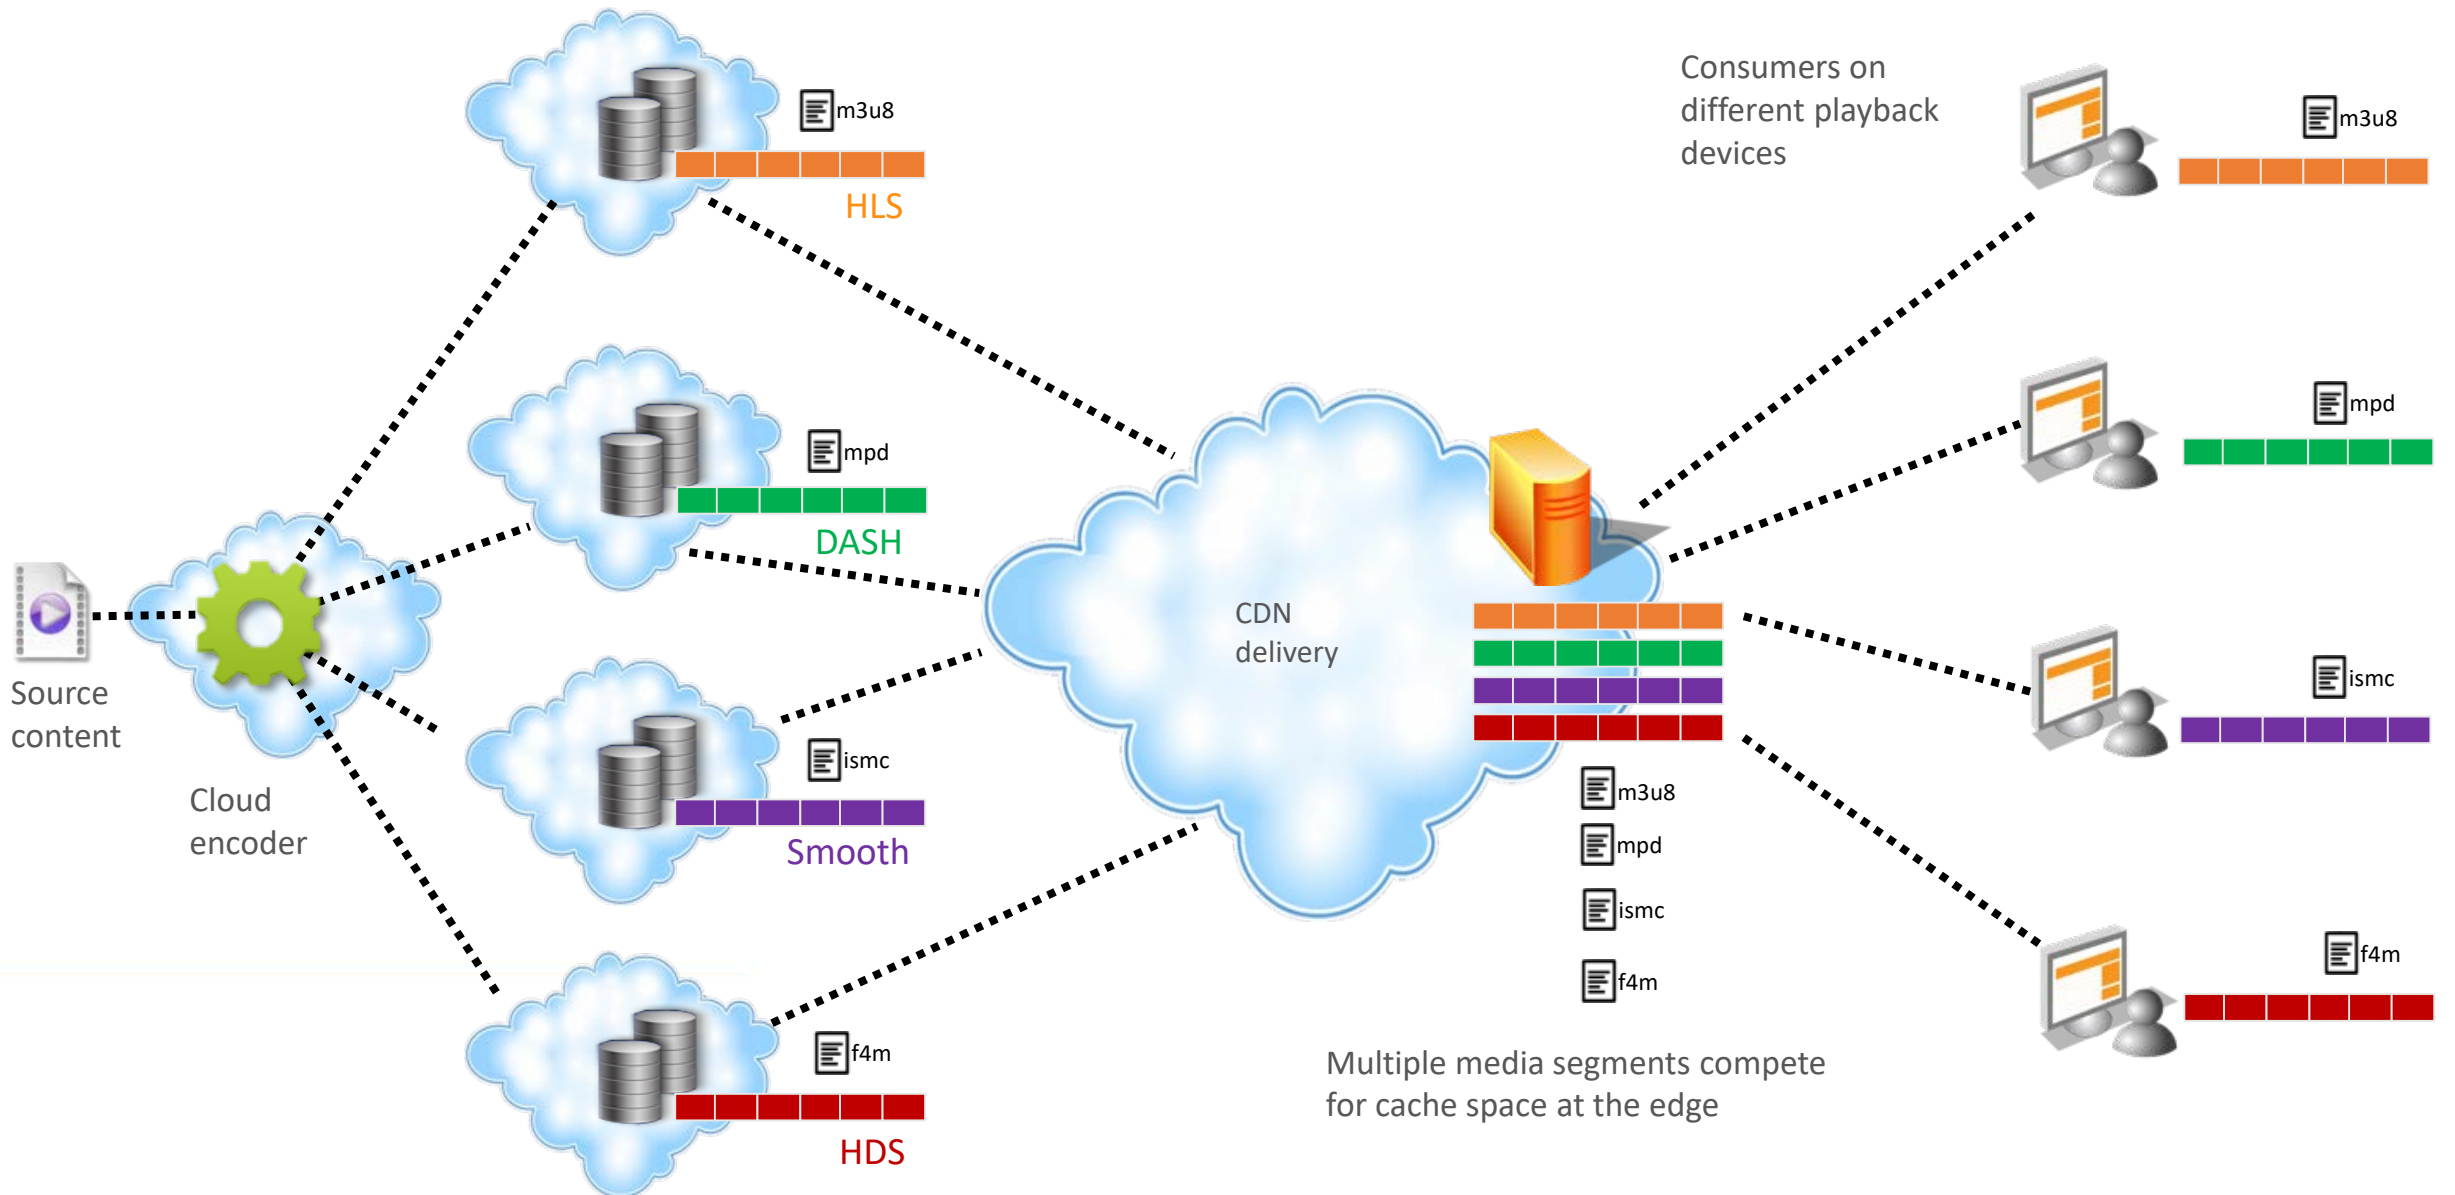 Source
content
Cloud
encoder
m3u8
HLS
mpd
DASH
ismc
Smooth
f4m
HDS
CDN
delivery
m3u8
mpd
ismc
f4m
Multiple media segments compete
for cache space at the edge
Consumers on
different playback
devices
m3u8
mpd
ismc
f4m